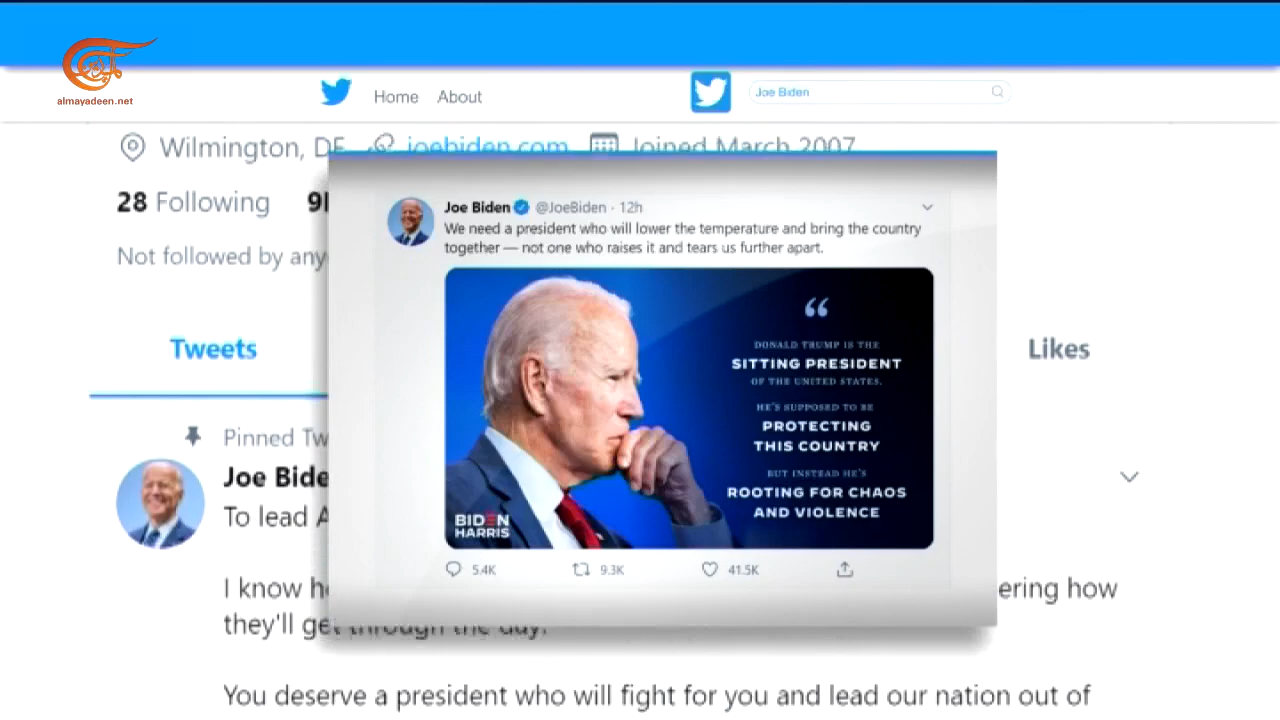 almayadeen.net
Home About
Joe Biden
Wilmington, DE joebiden.com Joined March 2007
28 Following
Not followed by any
Tweets
Likes
Pinned Tw
Joe Bide
To lead A
I know h
ering how
they'll get through the day.
You deserve a president who will fight for you and lead our nation out of
Joe Biden @JoeBiden · 12h
We need a president who will lower the temperature and bring the country
together — not one who raises it and tears us further apart.
“
DONALD TRUMP IS THE
SITTING PRESIDENT
OF THE UNITED STATES.
HE'S SUPPOSED TO BE
PROTECTING
THIS COUNTRY
BUT INSTEAD HE'S
ROOTING FOR CHAOS
AND VIOLENCE
BIDEN
HARRIS
5.4K 9.3K 41.5K